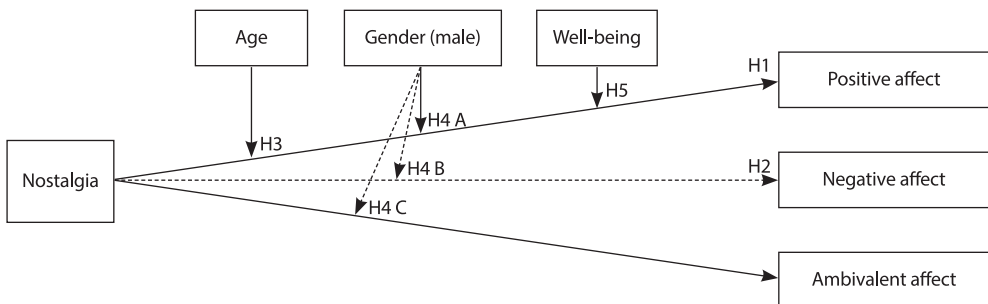 Age
Gender (male)
Well-being
H1
Positive affect
H5
H4 A
H3
Nostalgia
H4 B
H2
Negative affect
H4 C
Ambivalent affect